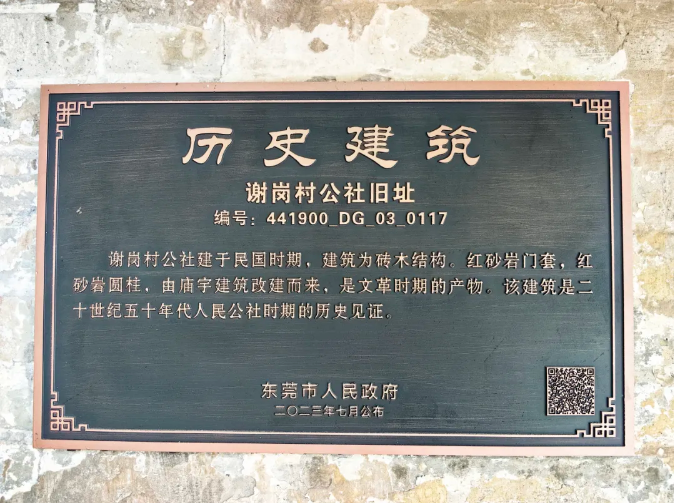 历史建筑
谢岗村公社旧址
编号：441900_DG_03_0117
谢岗村公社建于民国时期，建筑为砖木结构。红砂岩门套，红
砂岩圆柱，由庙宇建筑改建而来，是文革时期的产物。该建筑是二
十世纪五十年代人民公社时期的历史见证。
东莞市人民政府
二〇二三年七月公布